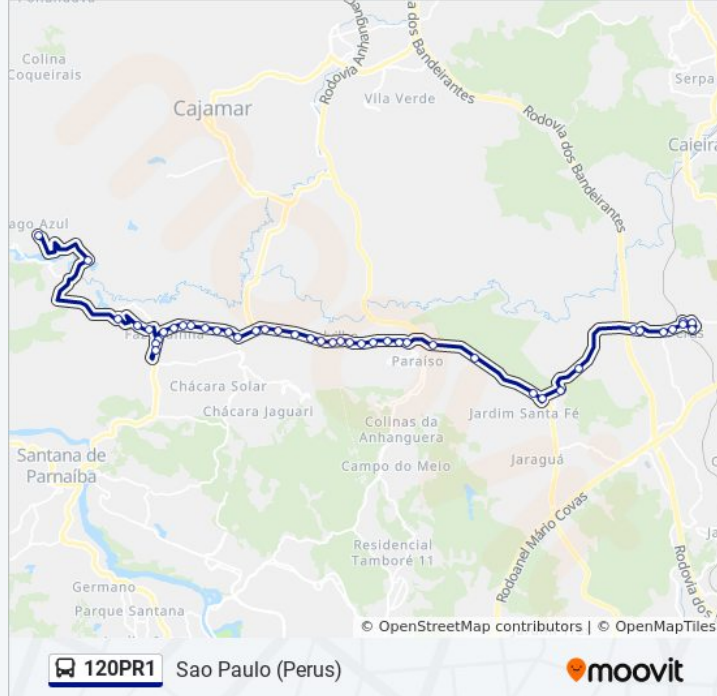 Colina
Coqueirais
Cajamar
Rodovia Anhanguera
Vila Verde
dos Bandeirantes
Rodovia dos Bandeirantes
Serpa
Caieira
ago Azul
Paraíso
Chácara Solar
Chácara Jaguari
Colinas da
Anhanguera
Jardim Santa Fé
Santana de
Parnaíba
Campo do Meio
Jaraguá
Rodoanel Mário Covas
Residencial
Tamboré 11
Rodovia dos
Germano
Parque Santana
© OpenStreetMap contributors | © OpenMapTiles
120PR1 Sao Paulo (Perus)
moovit